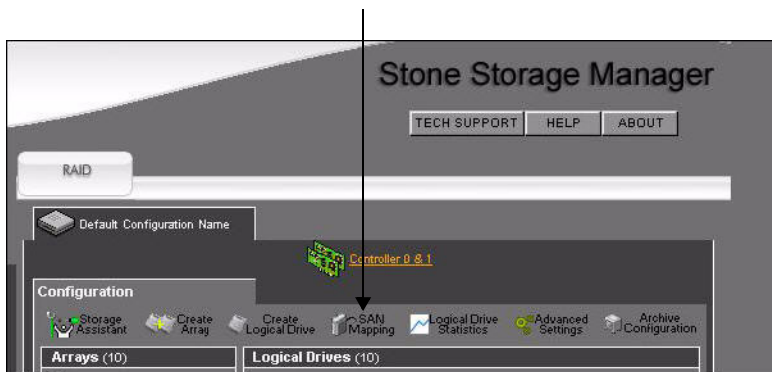 Stone Storage Manager
TECH SUPPORT HELP ABOUT
RAID
Default Configuration Name
Controller 0 & 1
Configuration
Storage Assistant
Create Array
Create Logical Drive
SAN Mapping
Logical Drive Statistics
Advanced Settings
Archive Configuration
Arrays (10)
Logical Drives (10)